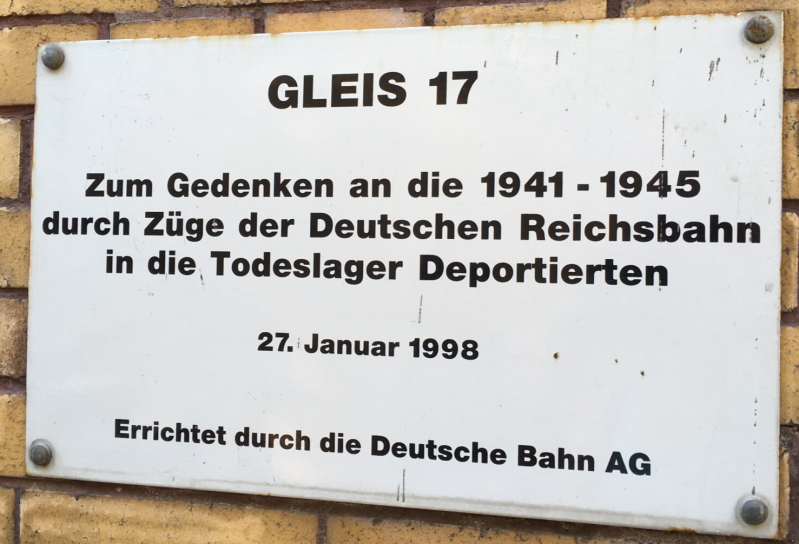 GLEIS 17
Zum Gedenken an die 1941 - 1945
durch Züge der Deutschen Reichsbahn
in die Todeslager Deportierten
27. Januar 1998
Errichtet durch die Deutsche Bahn AG